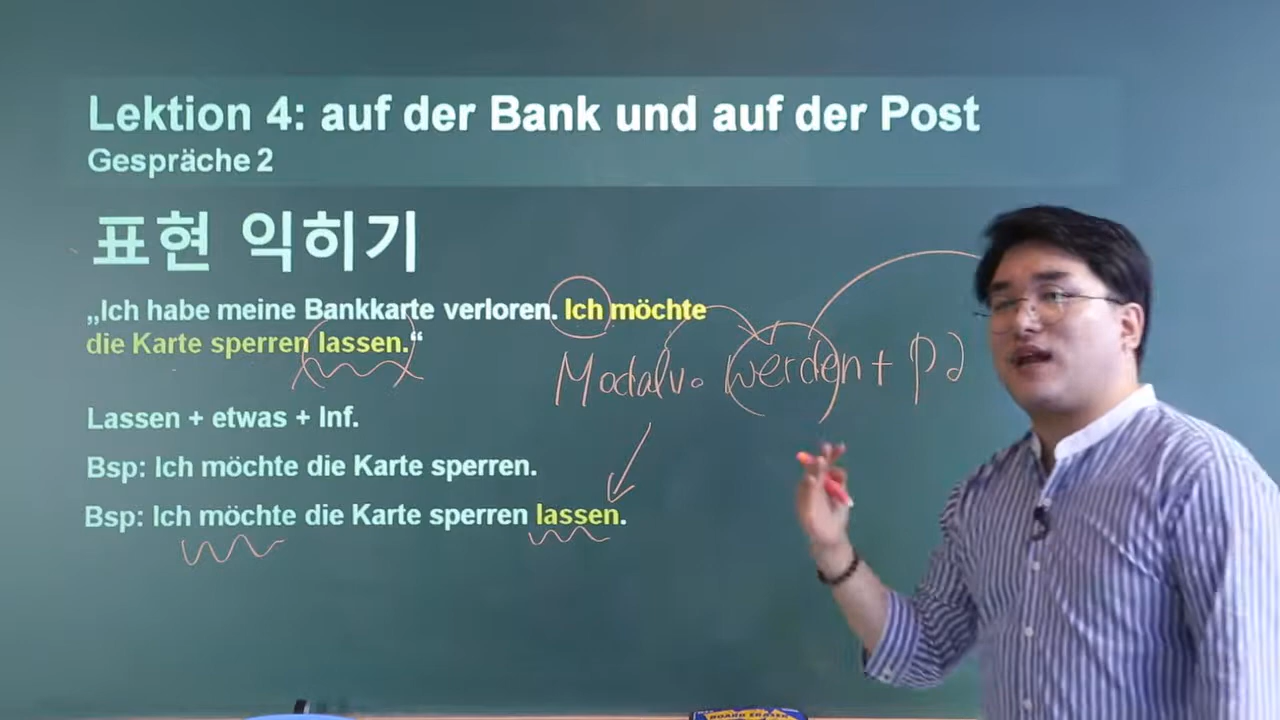 Lektion 4: auf der Bank und auf der Post
Gespräche 2
표현 익히기
„Ich habe meine Bankkarte verloren. Ich möchte
die Karte sperren lassen.“
Modalv. werden + p2
Lassen + etwas + Inf.
Bsp: Ich möchte die Karte sperren.
Bsp: Ich möchte die Karte sperren lassen.
BOARD ERASER